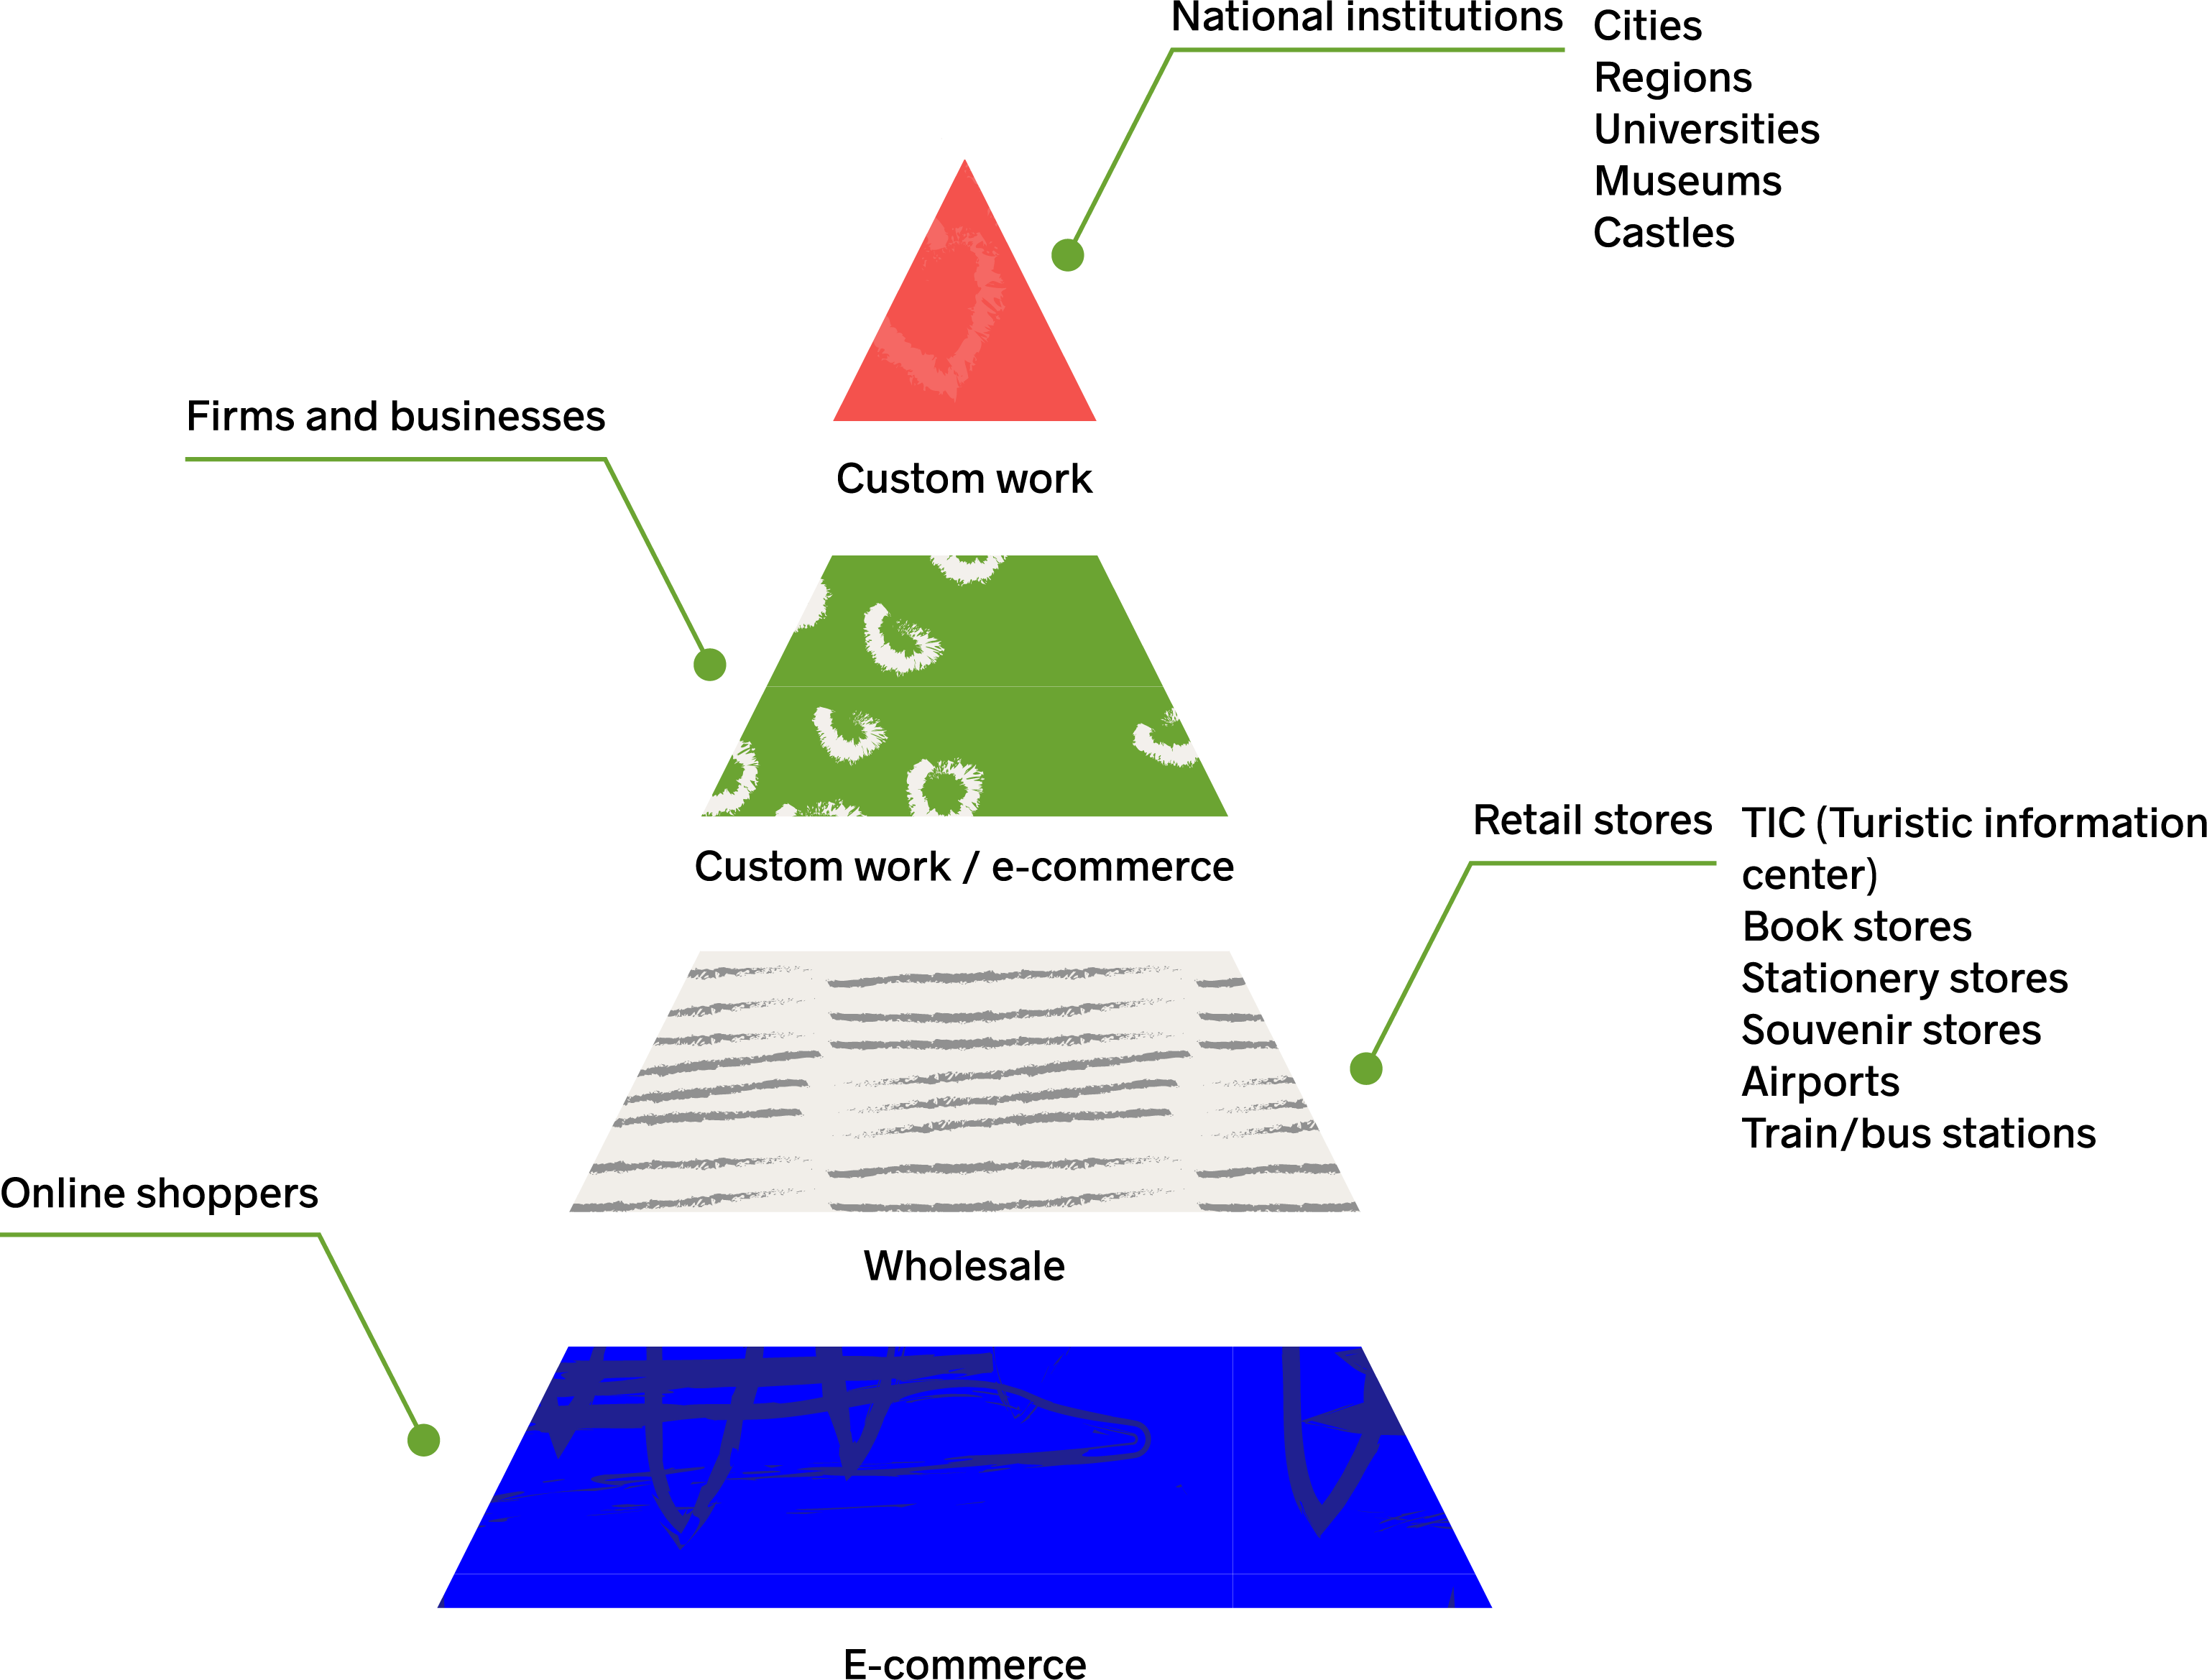 National institutions
Cities
Regions
Universities
Museums
Castles
Firms and businesses
Custom work
Custom work / e-commerce
Retail stores
TIC (Turistic information
center)
Book stores
Stationery stores
Souvenir stores
Airports
Train/bus stations
Online shoppers
Wholesale
E-commerce